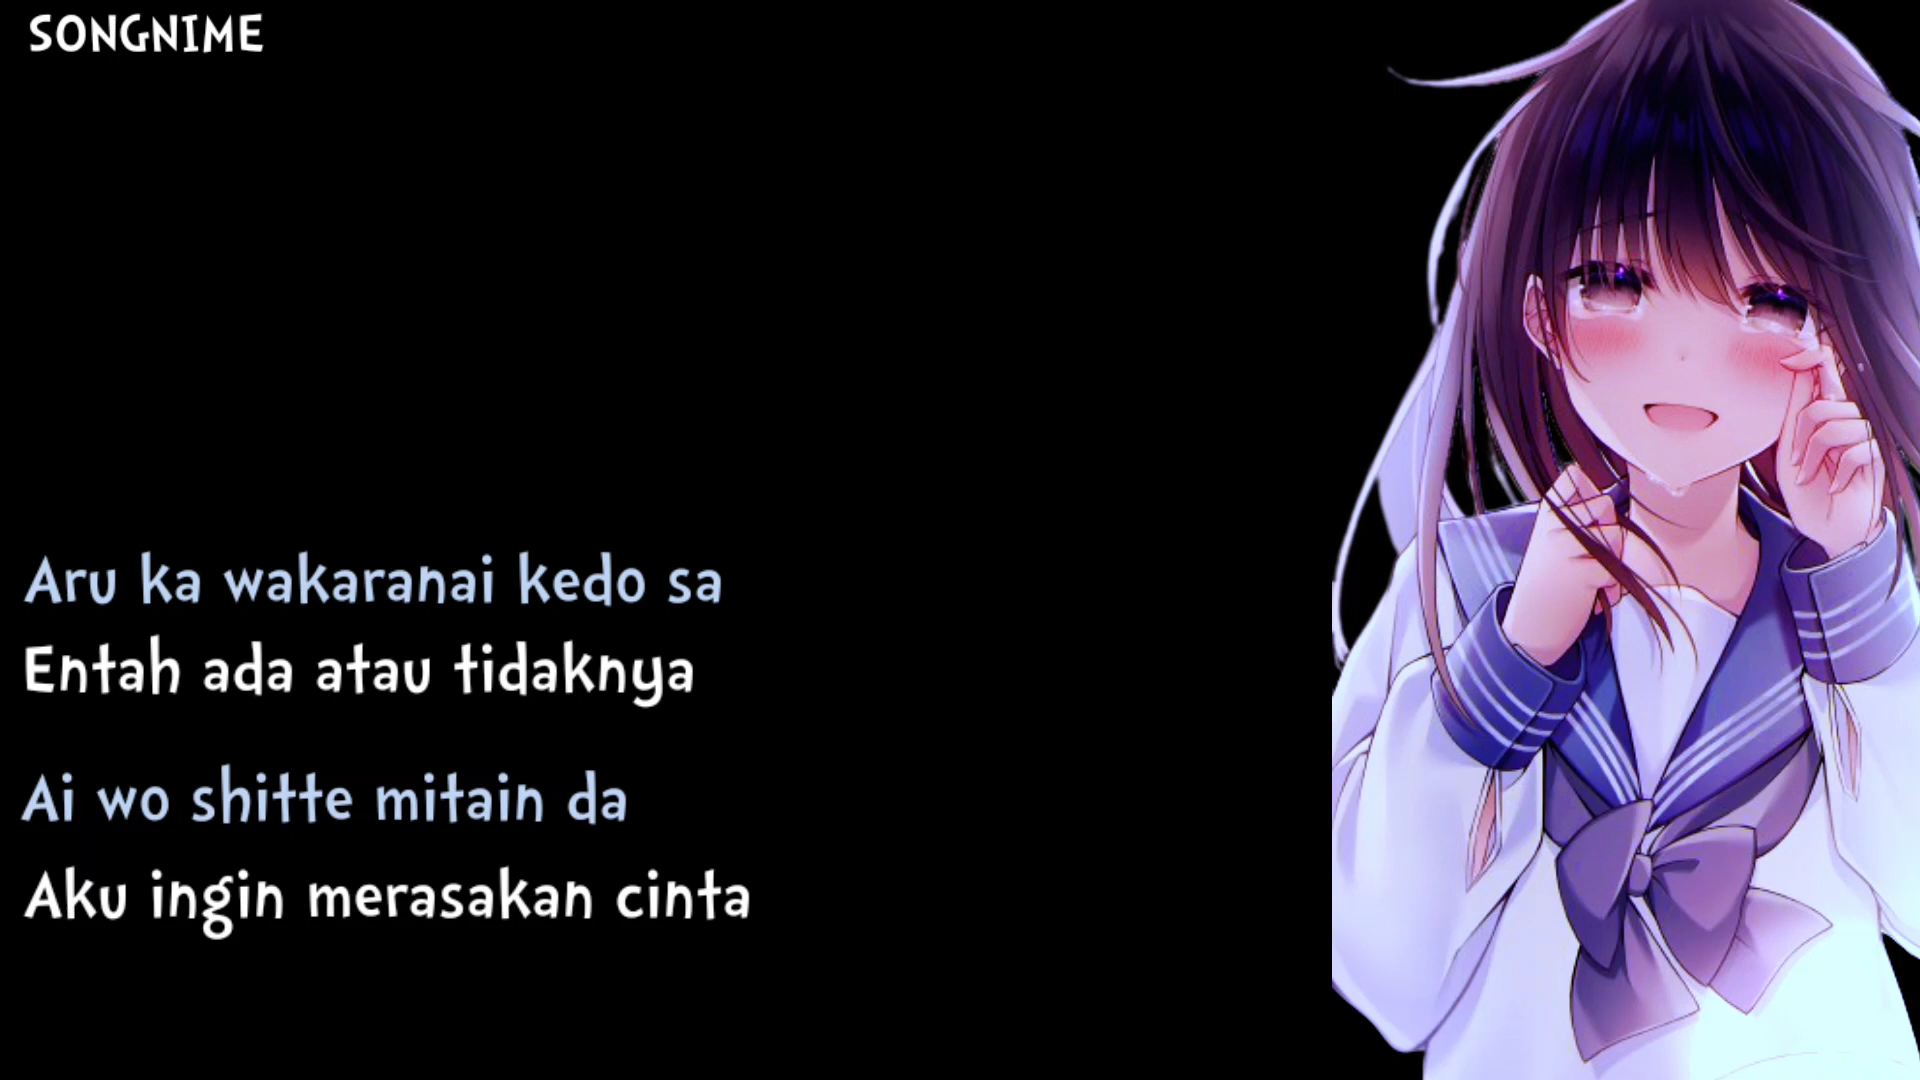 SONGNIME
Aru ka wakaranai kedo sa
Entah ada atau tidaknya
Ai wo shitte mitain da
Aku ingin merasakan cinta